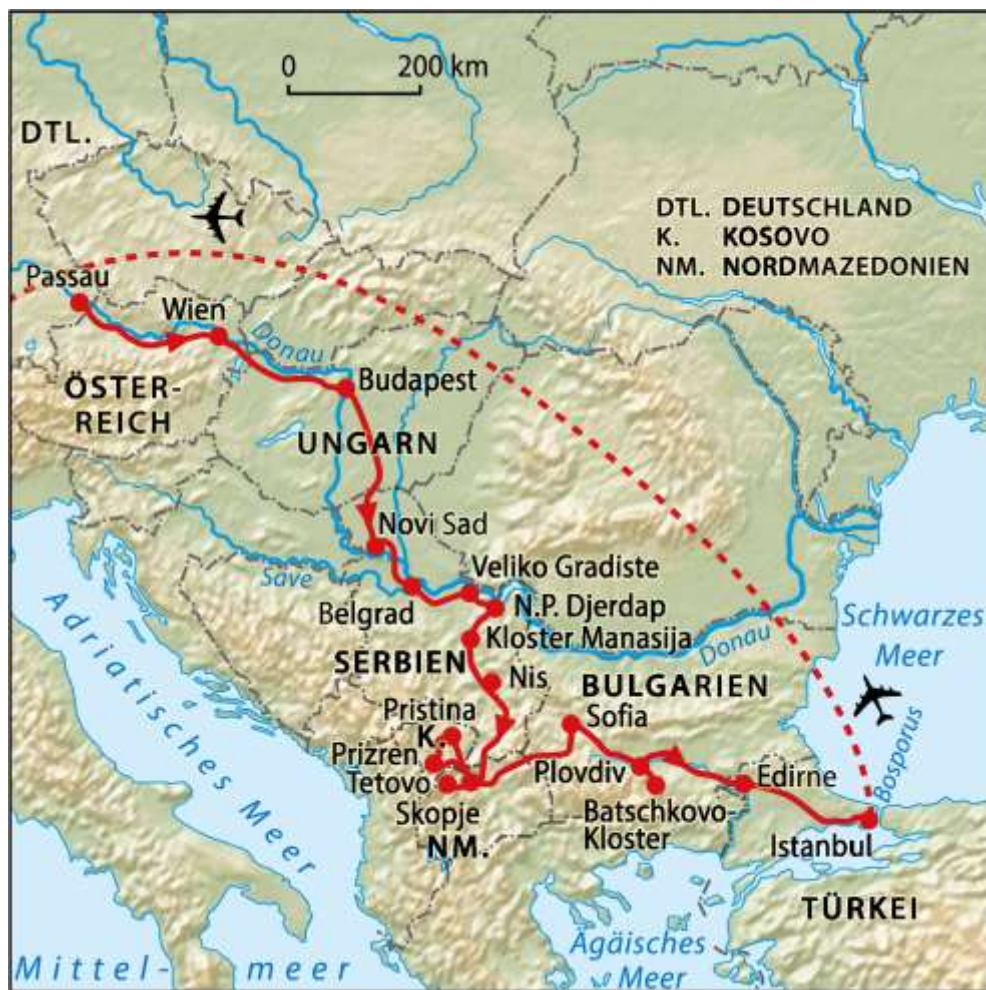 0 200 km
DTL.
DTL. DEUTSCHLAND
K. KOSOVO
NM. NORDMAZEDONIEN
Passau
Wien
Donau
ÖSTER-
REICH
Budapest
UNGARN
Novi Sad
Save
Veliko Gradiste
Belgrad
N.P. Djerdap
Kloster Manasija
Donau
Schwarzes
Meer
Adriatisches Meer
SERBIEN
Nis
BULGARIEN
Sofia
Pristina
K.
Prizren
Tetovo
Skopje
NM.
Plovdiv
Batschkovo-
Kloster
Edirne
Bosporus
Istanbul
TÜRKEI
Ägäisches
Meer
Mittel-meer